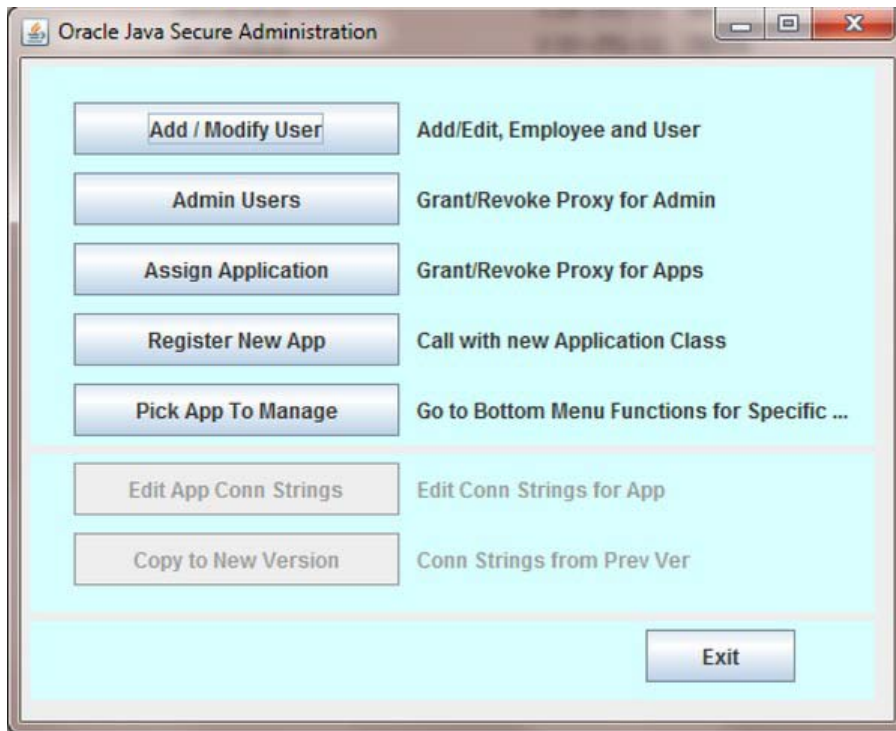 Oracle Java Secure Administration
Add / Modify User Add/Edit, Employee and User
Admin Users Grant/Revoke Proxy for Admin
Assign Application Grant/Revoke Proxy for Apps
Register New App Call with new Application Class
Pick App To Manage Go to Bottom Menu Functions for Specific ...
Edit App Conn Strings Edit Conn Strings for App
Copy to New Version Conn Strings from Prev Ver
Exit